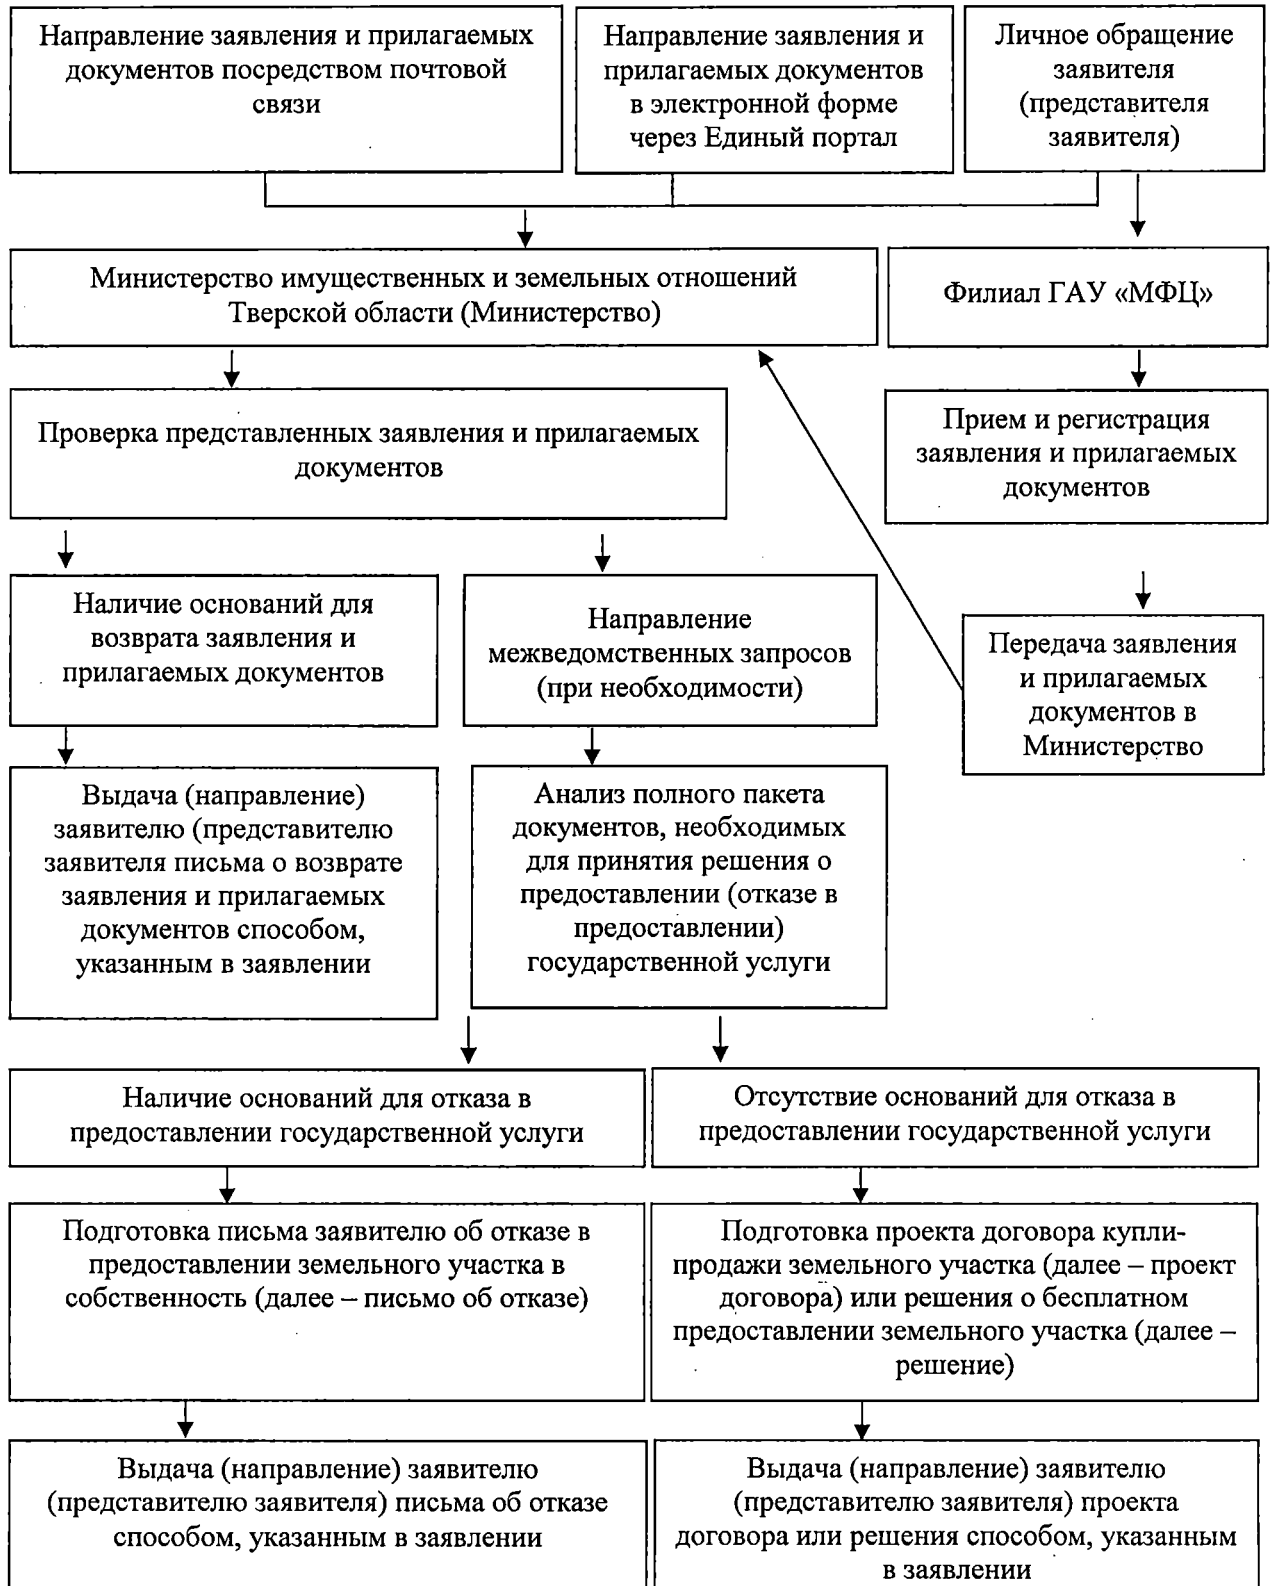 Направление заявления и прилагаемых
документов посредством почтовой
связи
Направление заявления и
прилагаемых документов
в электронной форме
через Единый портал
Личное обращение
заявителя
(представителя
заявителя)
Министерство имущественных и земельных отношений
Тверской области (Министерство)
Филиал ГАУ «МФЦ»
Проверка представленных заявления и прилагаемых
документов
Прием и регистрация
заявления и прилагаемых
документов
Наличие оснований для
возврата заявления и
прилагаемых документов
Направление
межведомственных запросов
(при необходимости)
Передача заявления
и прилагаемых
документов в
Министерство
Выдача (направление)
заявителю (представителю
заявителя письма о возврате
заявления и прилагаемых
документов способом,
указанным в заявлении
Анализ полного пакета
документов, необходимых
для принятия решения о
предоставлении (отказе в
предоставлении)
государственной услуги
Наличие оснований для отказа в
предоставлении государственной услуги
Отсутствие оснований для отказа в
предоставлении государственной услуги
Подготовка письма заявителю об отказе в
предоставлении земельного участка в
собственность (далее – письмо об отказе)
Подготовка проекта договора купли-
продажи земельного участка (далее – проект
договора) или решения о бесплатном
предоставлении земельного участка (далее –
решение)
Выдача (направление) заявителю
(представителю заявителя) письма об отказе
способом, указанным в заявлении
Выдача (направление) заявителю
(представителю заявителя) проекта
договора или решения способом, указанным
в заявлении